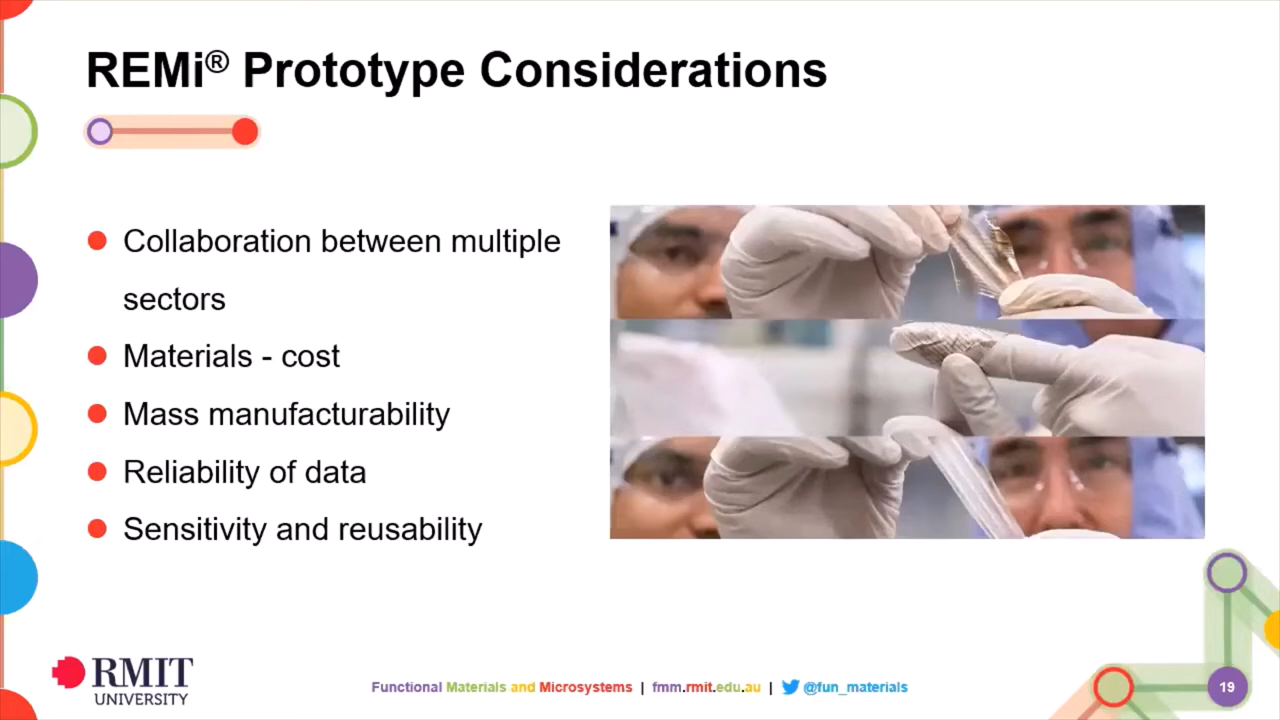 REMi® Prototype Considerations
Collaboration between multiple
sectors
Materials - cost
Mass manufacturability
Reliability of data
Sensitivity and reusability
RMIT
UNIVERSITY
Functional Materials and Microsystems | fmm.rmit.edu.au | @fun_materials
19